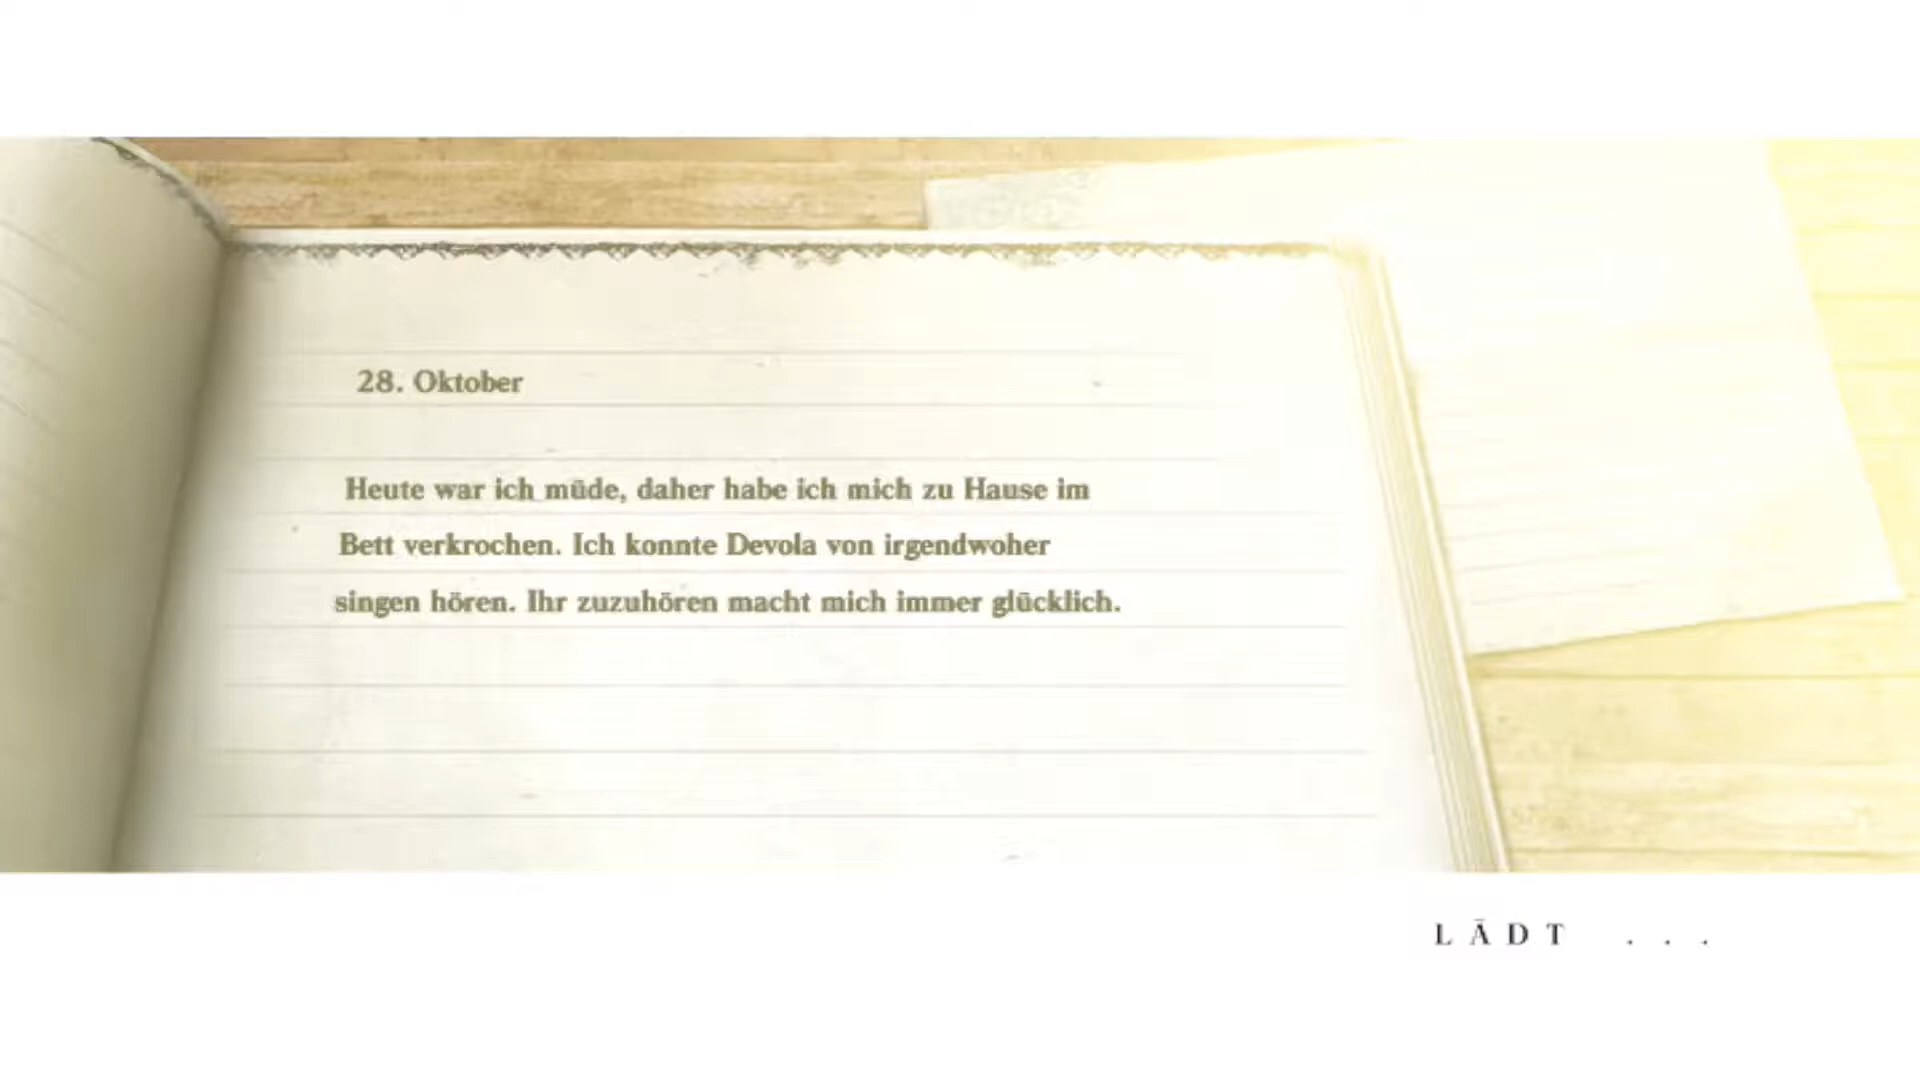 28. Oktober
Heute war ich müde, daher habe ich mich zu Hause im
Bett verkrochen. Ich konnte Devola von irgendwoher
singen hören. Ihr zuzuhören macht mich immer glücklich.
LÄDT ...